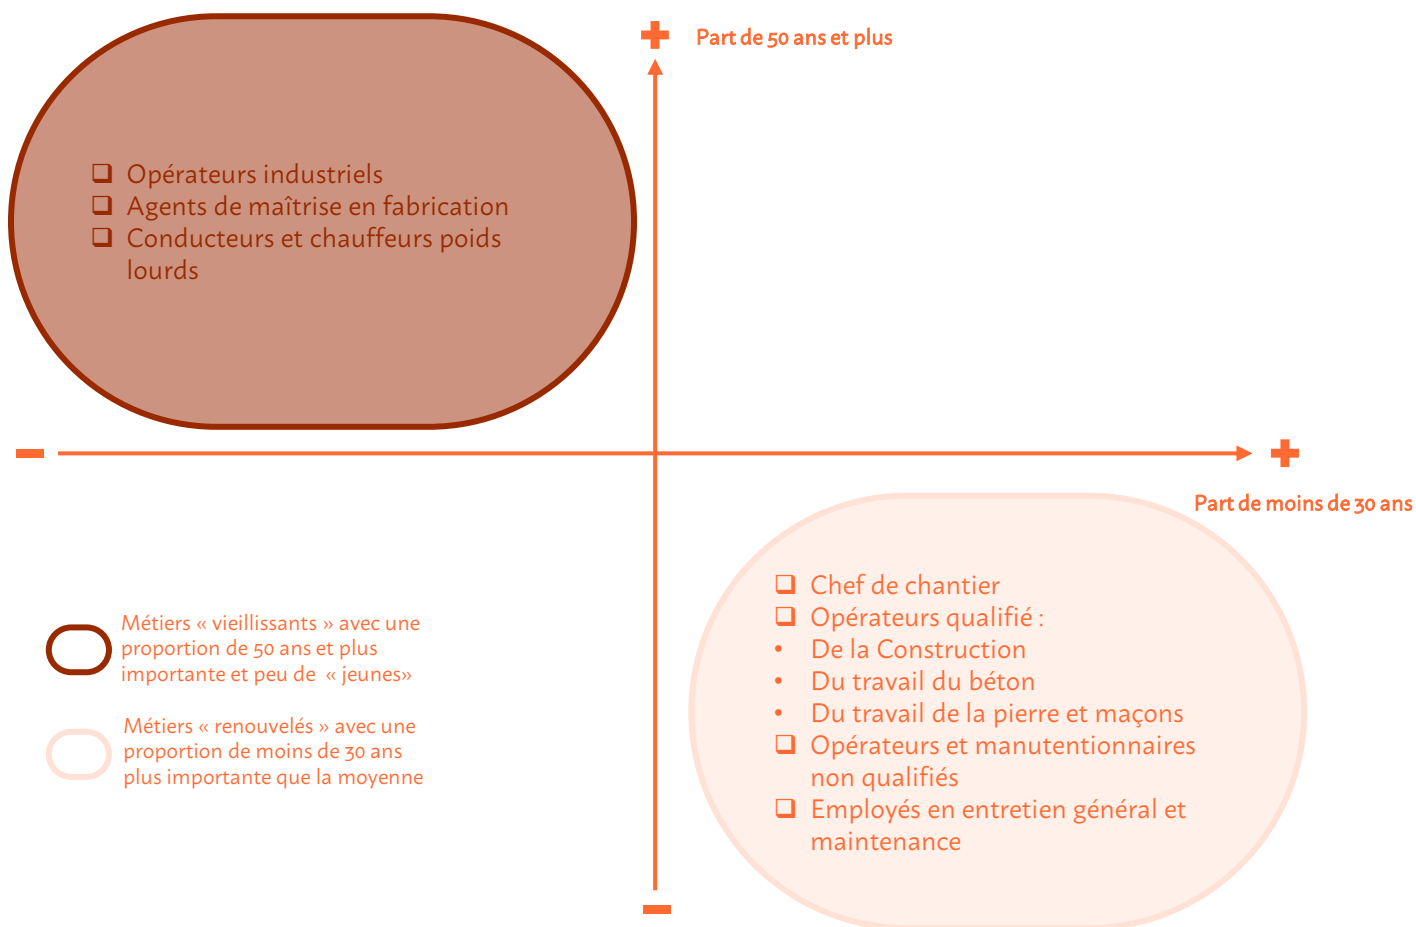 Part de 50 ans et plus
❑ Opérateurs industriels
❑ Agents de maîtrise en fabrication
❑ Conducteurs et chauffeurs poids
lourds
Part de moins de 30 ans
❑ Chef de chantier
❑ Opérateurs qualifié :
• De la Construction
• Du travail du béton
• Du travail de la pierre et maçons
❑ Opérateurs et manutentionnaires
non qualifiés
❑ Employés en entretien général et
maintenance
Métiers « vieillissants » avec une
proportion de 50 ans et plus
importante et peu de « jeunes»
Métiers « renouvelés » avec une
proportion de moins de 30 ans
plus importante que la moyenne